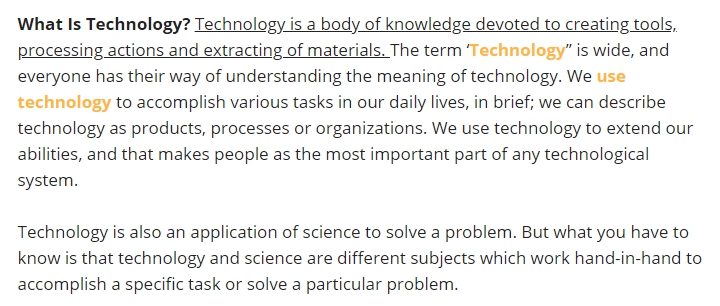 What Is Technology? Technology is a body of knowledge devoted to creating tools,
processing actions and extracting of materials. The term ‘Technology” is wide, and
everyone has their way of understanding the meaning of technology. We use
technology to accomplish various tasks in our daily lives, in brief; we can describe
technology as products, processes or organizations. We use technology to extend our
abilities, and that makes people as the most important part of any technological
system.
Technology is also an application of science to solve a problem. But what you have to
know is that technology and science are different subjects which work hand-in-hand to
accomplish a specific task or solve a particular problem.